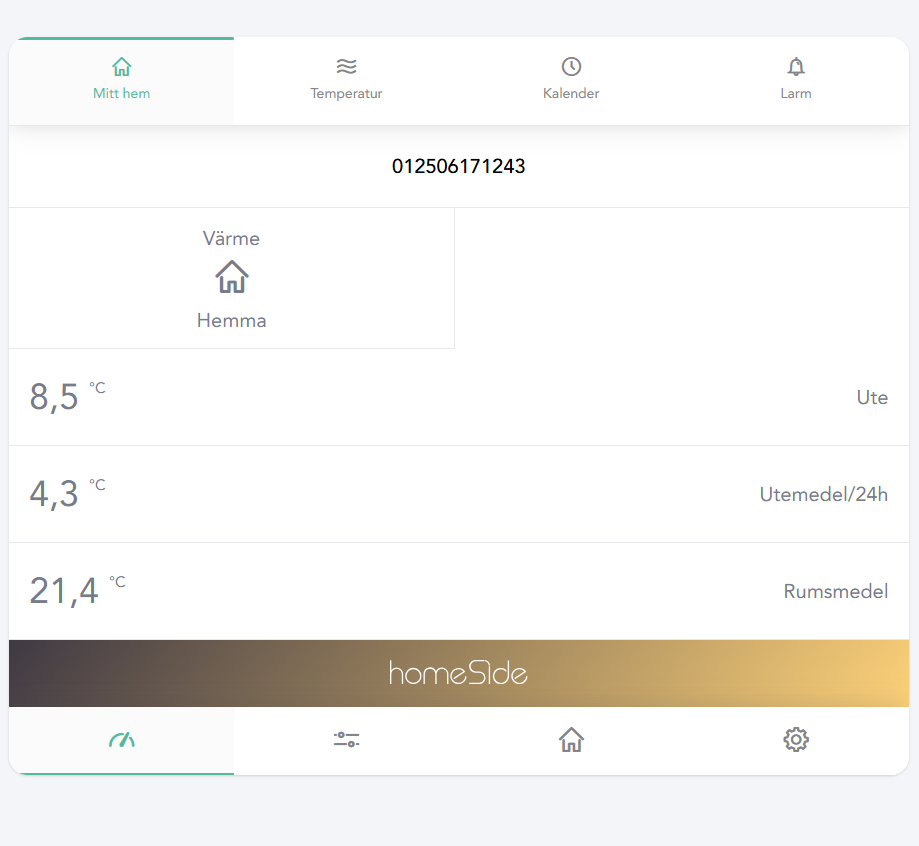 Mitt hem
Temperatur
Kalender
Larm
012506171243
Värme
Hemma
8,5 °C
Ute
4,3 °C
Utemedel/24h
21,4 °C
Rumsmedel
homeSIde